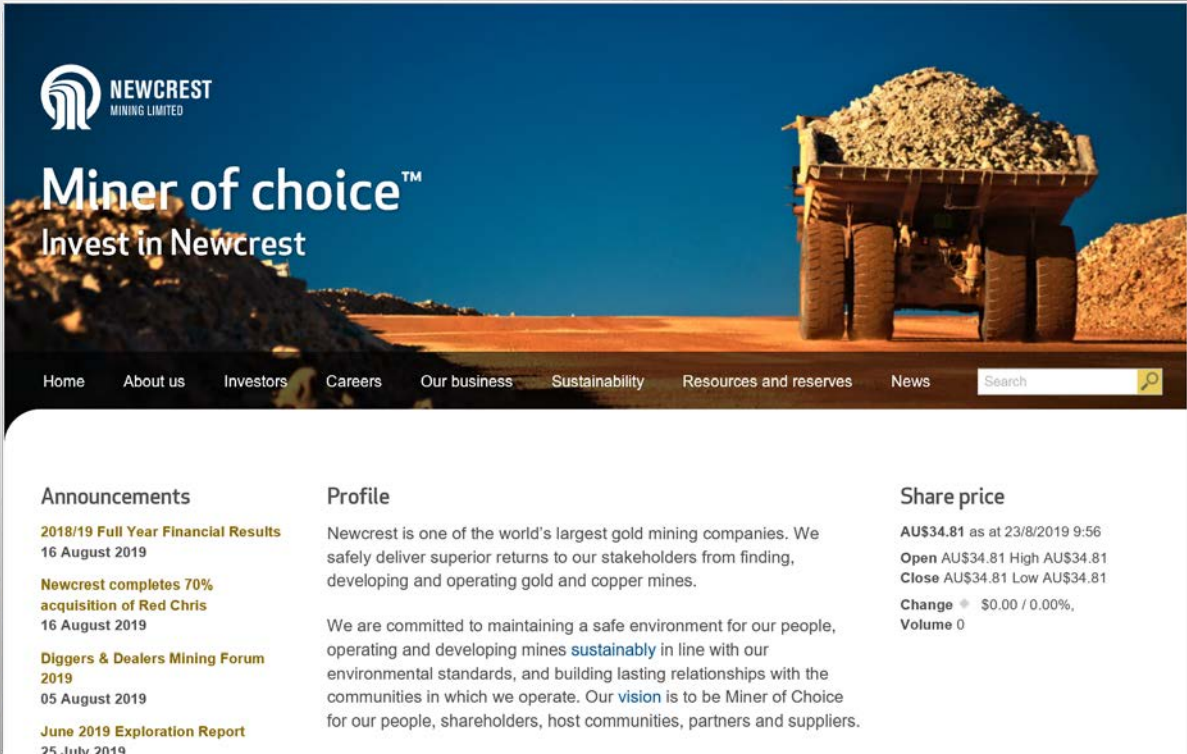 NEWCREST
MINING LIMITED
Miner of choice™
Invest in Newcrest
Home About us Investors Careers Our business Sustainability Resources and reserves News Search
Announcements
2018/19 Full Year Financial Results
16 August 2019
Newcrest completes 70%
acquisition of Red Chris
16 August 2019
Diggers & Dealers Mining Forum
2019
05 August 2019
June 2019 Exploration Report
25 July 2019
Profile
Newcrest is one of the world's largest gold mining companies. We
safely deliver superior returns to our stakeholders from finding,
developing and operating gold and copper mines.
We are committed to maintaining a safe environment for our people,
operating and developing mines sustainably in line with our
environmental standards, and building lasting relationships with the
communities in which we operate. Our vision is to be Miner of Choice
for our people, shareholders, host communities, partners and suppliers.
Share price
AU$34.81 as at 23/8/2019 9:56
Open AU$34.81 High AU$34.81
Close AU$34.81 Low AU$34.81
Change $0.00 / 0.00%,
Volume 0